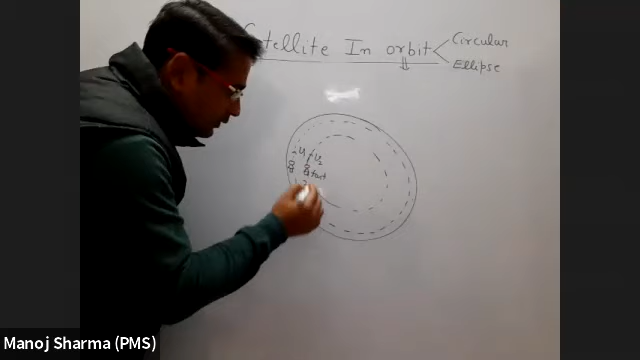 Satellite In orbit
Circular
Ellipse
Manoj Sharma (PMS)